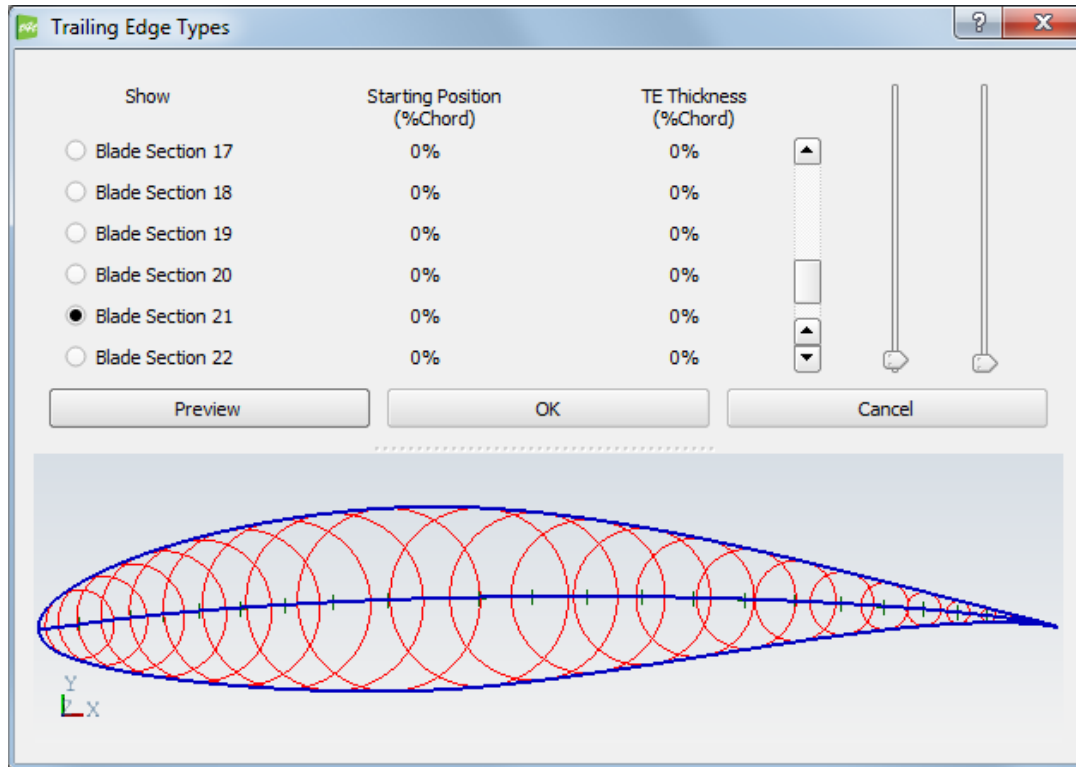 Trailing Edge Types
?
X
Show Starting Position TE Thickness
(%Chord) (%Chord)
Blade Section 17 0% 0%
Blade Section 18 0% 0%
Blade Section 19 0% 0%
Blade Section 20 0% 0%
Blade Section 21 0% 0%
Blade Section 22 0% 0%
Preview OK Cancel
Y
Z X